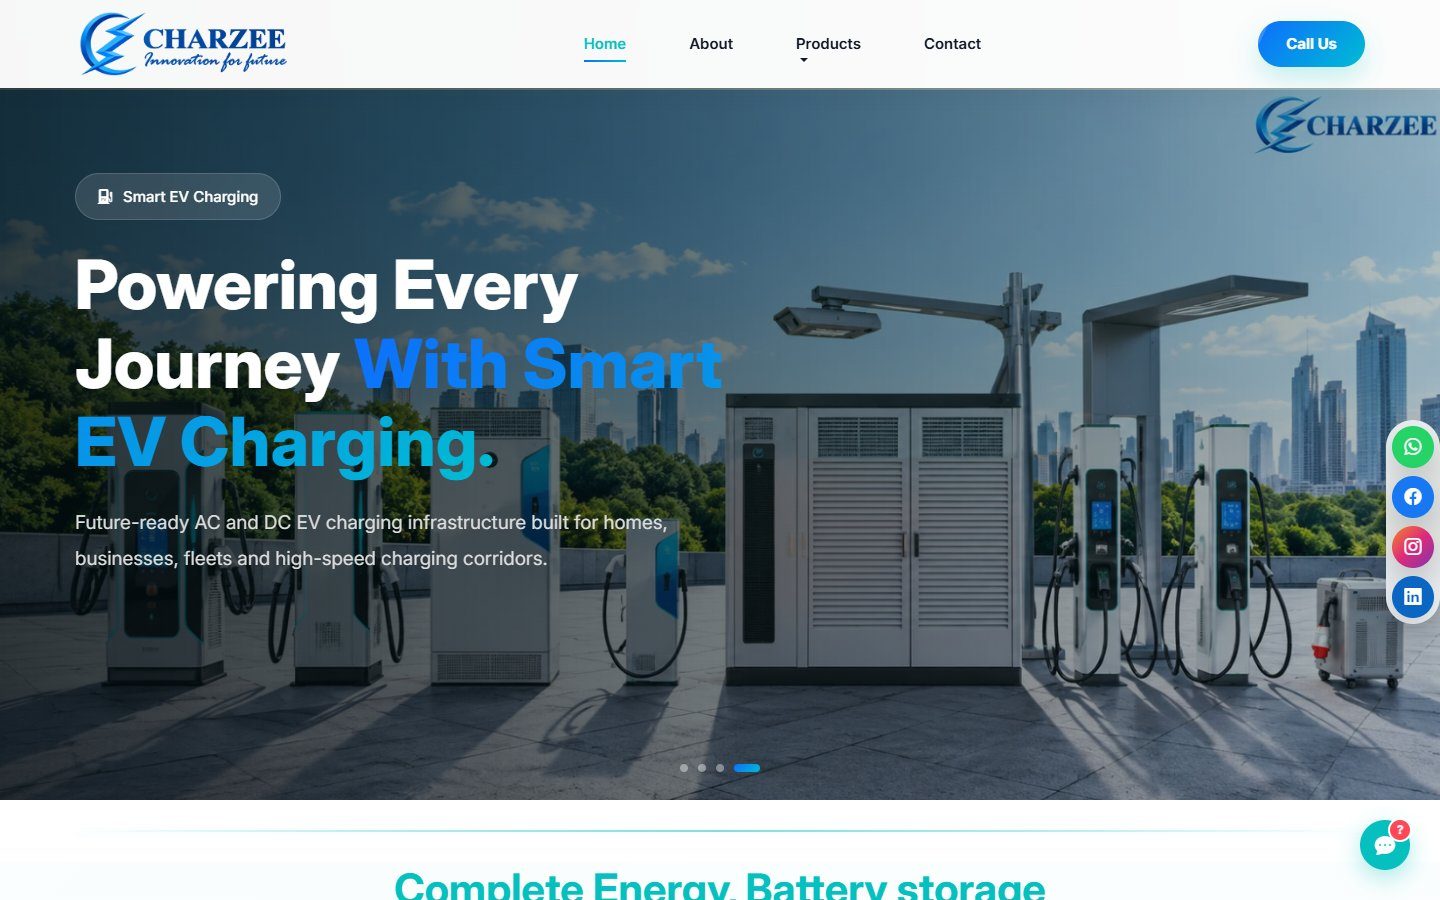 CHARZEE
Innovation for future
Home
About
Products
Contact
Call Us
CHARZEE
Smart EV Charging
Powering Every
Journey With Smart
EV Charging.
Future-ready AC and DC EV charging infrastructure built for homes,
businesses, fleets and high-speed charging corridors.
?
Complete Energy, Battery storage